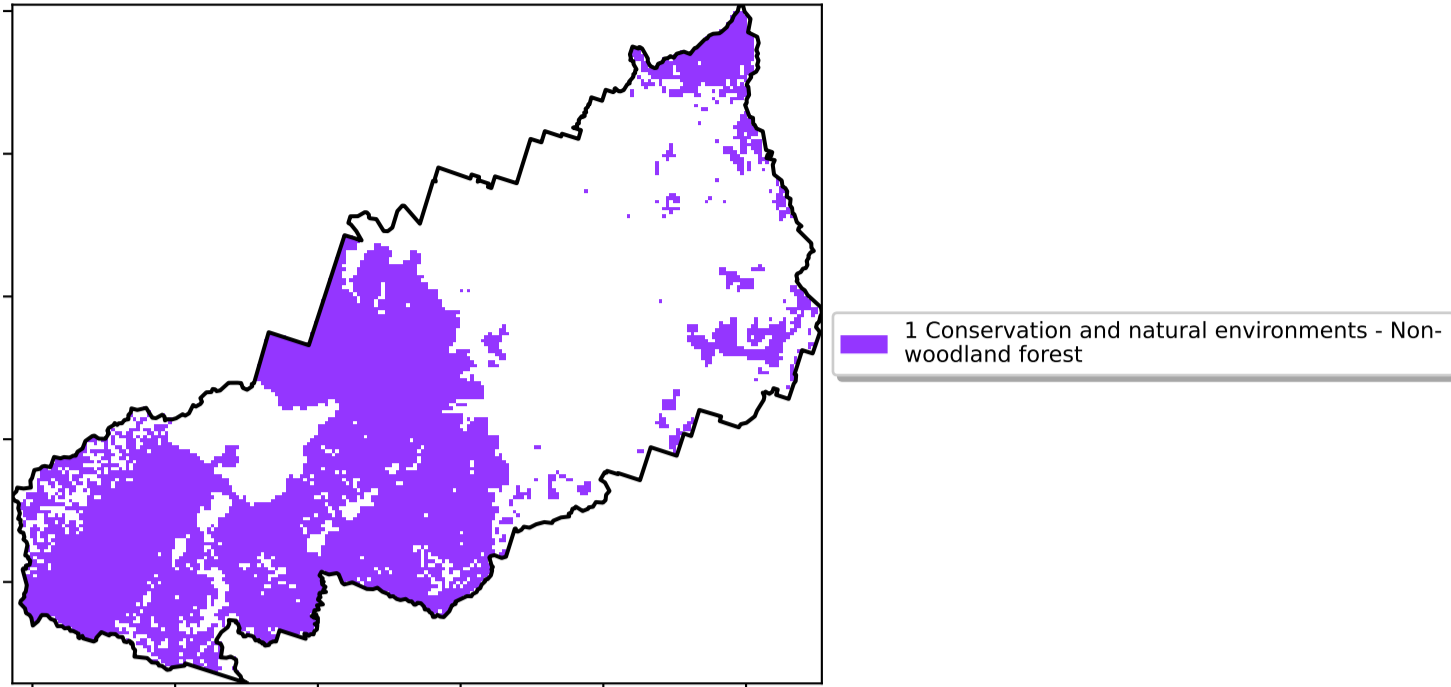 1 Conservation and natural environments - Non-
woodland forest